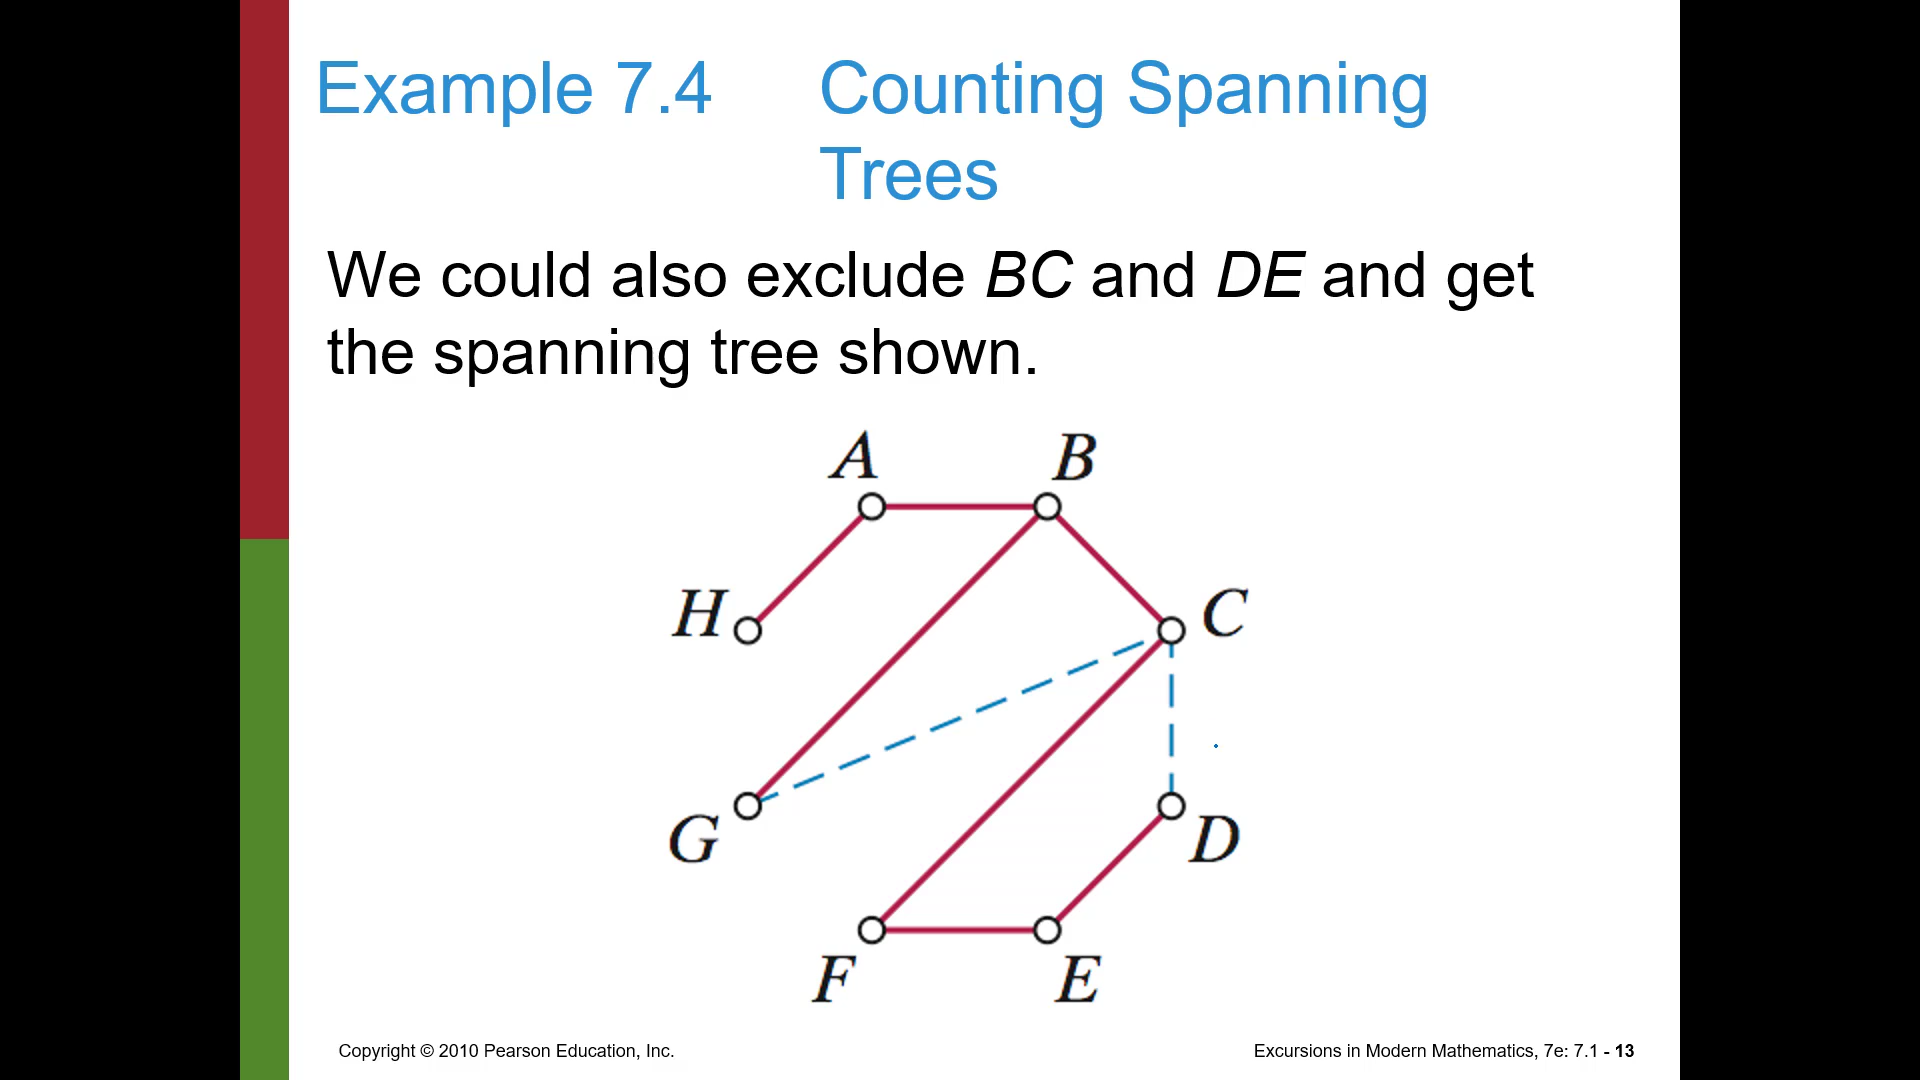 Example 7.4 Counting Spanning
Trees
We could also exclude BC and DE and get
the spanning tree shown.
A B
H C
G D
F E
Copyright © 2010 Pearson Education, Inc. Excursions in Modern Mathematics, 7e: 7.1 - 13